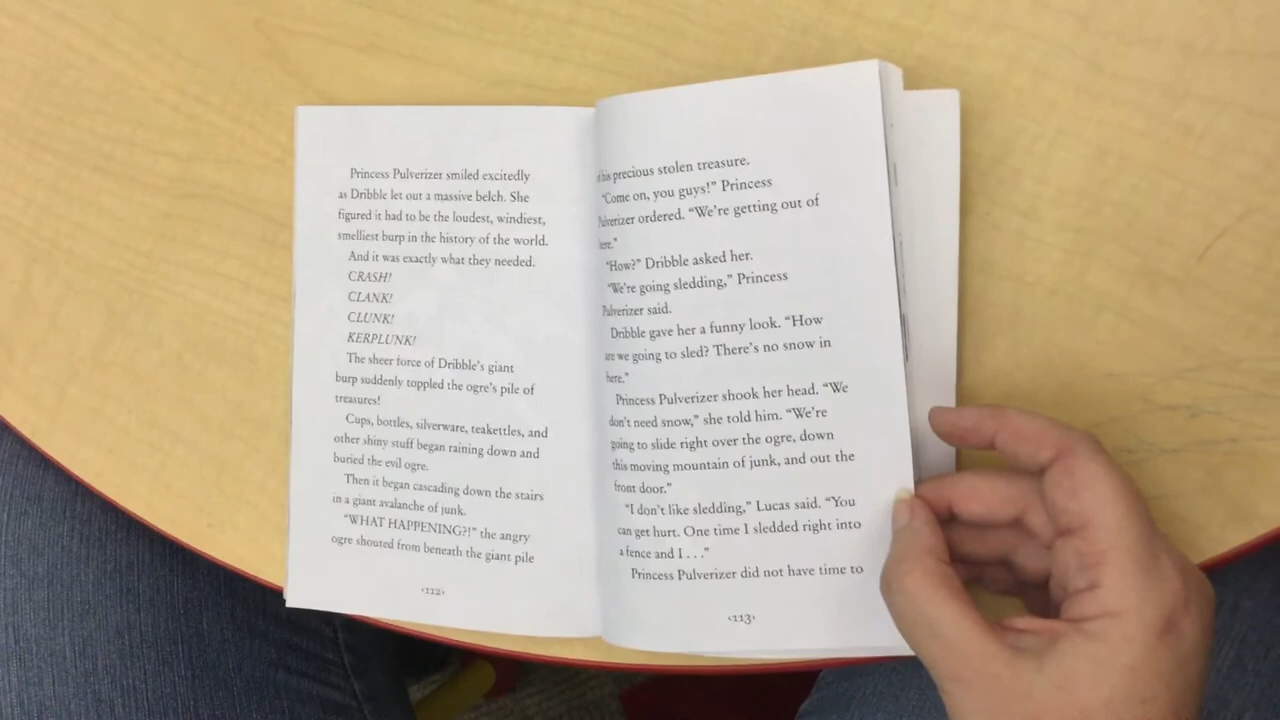 Princess Pulverizer smiled excitedly
as Dribble let out a massive belch. She
figured it had to be the loudest, windiest,
smelliest burp in the history of the world.
And it was exactly what they needed.
CRASH!
CLANK!
CLUNK!
KERPLUNK!
The sheer force of Dribble's giant
burp suddenly toppled the ogre's pile of
treasures!
Cups, bottles, silverware, teakettles, and
other shiny stuff began raining down and
buried the evil ogre.
Then it began cascading down the stairs
in a giant avalanche of junk.
"WHAT HAPPENING?!" the angry
ogre shouted from beneath the giant pile
‹112›
of his precious stolen treasure.
"Come on, you guys!" Princess
Pulverizer ordered. "We're getting out of
here."
"How?" Dribble asked her.
"We're going sledding," Princess
Pulverizer said.
Dribble gave her a funny look. "How
are we going to sled? There's no snow in
here."
Princess Pulverizer shook her head. "We
don't need snow," she told him. "We're
going to slide right over the ogre, down
this moving mountain of junk, and out the
front door."
"I don't like sledding," Lucas said. "You
can get hurt. One time I sledded right into
a fence and I . . ."
Princess Pulverizer did not have time to
‹113›